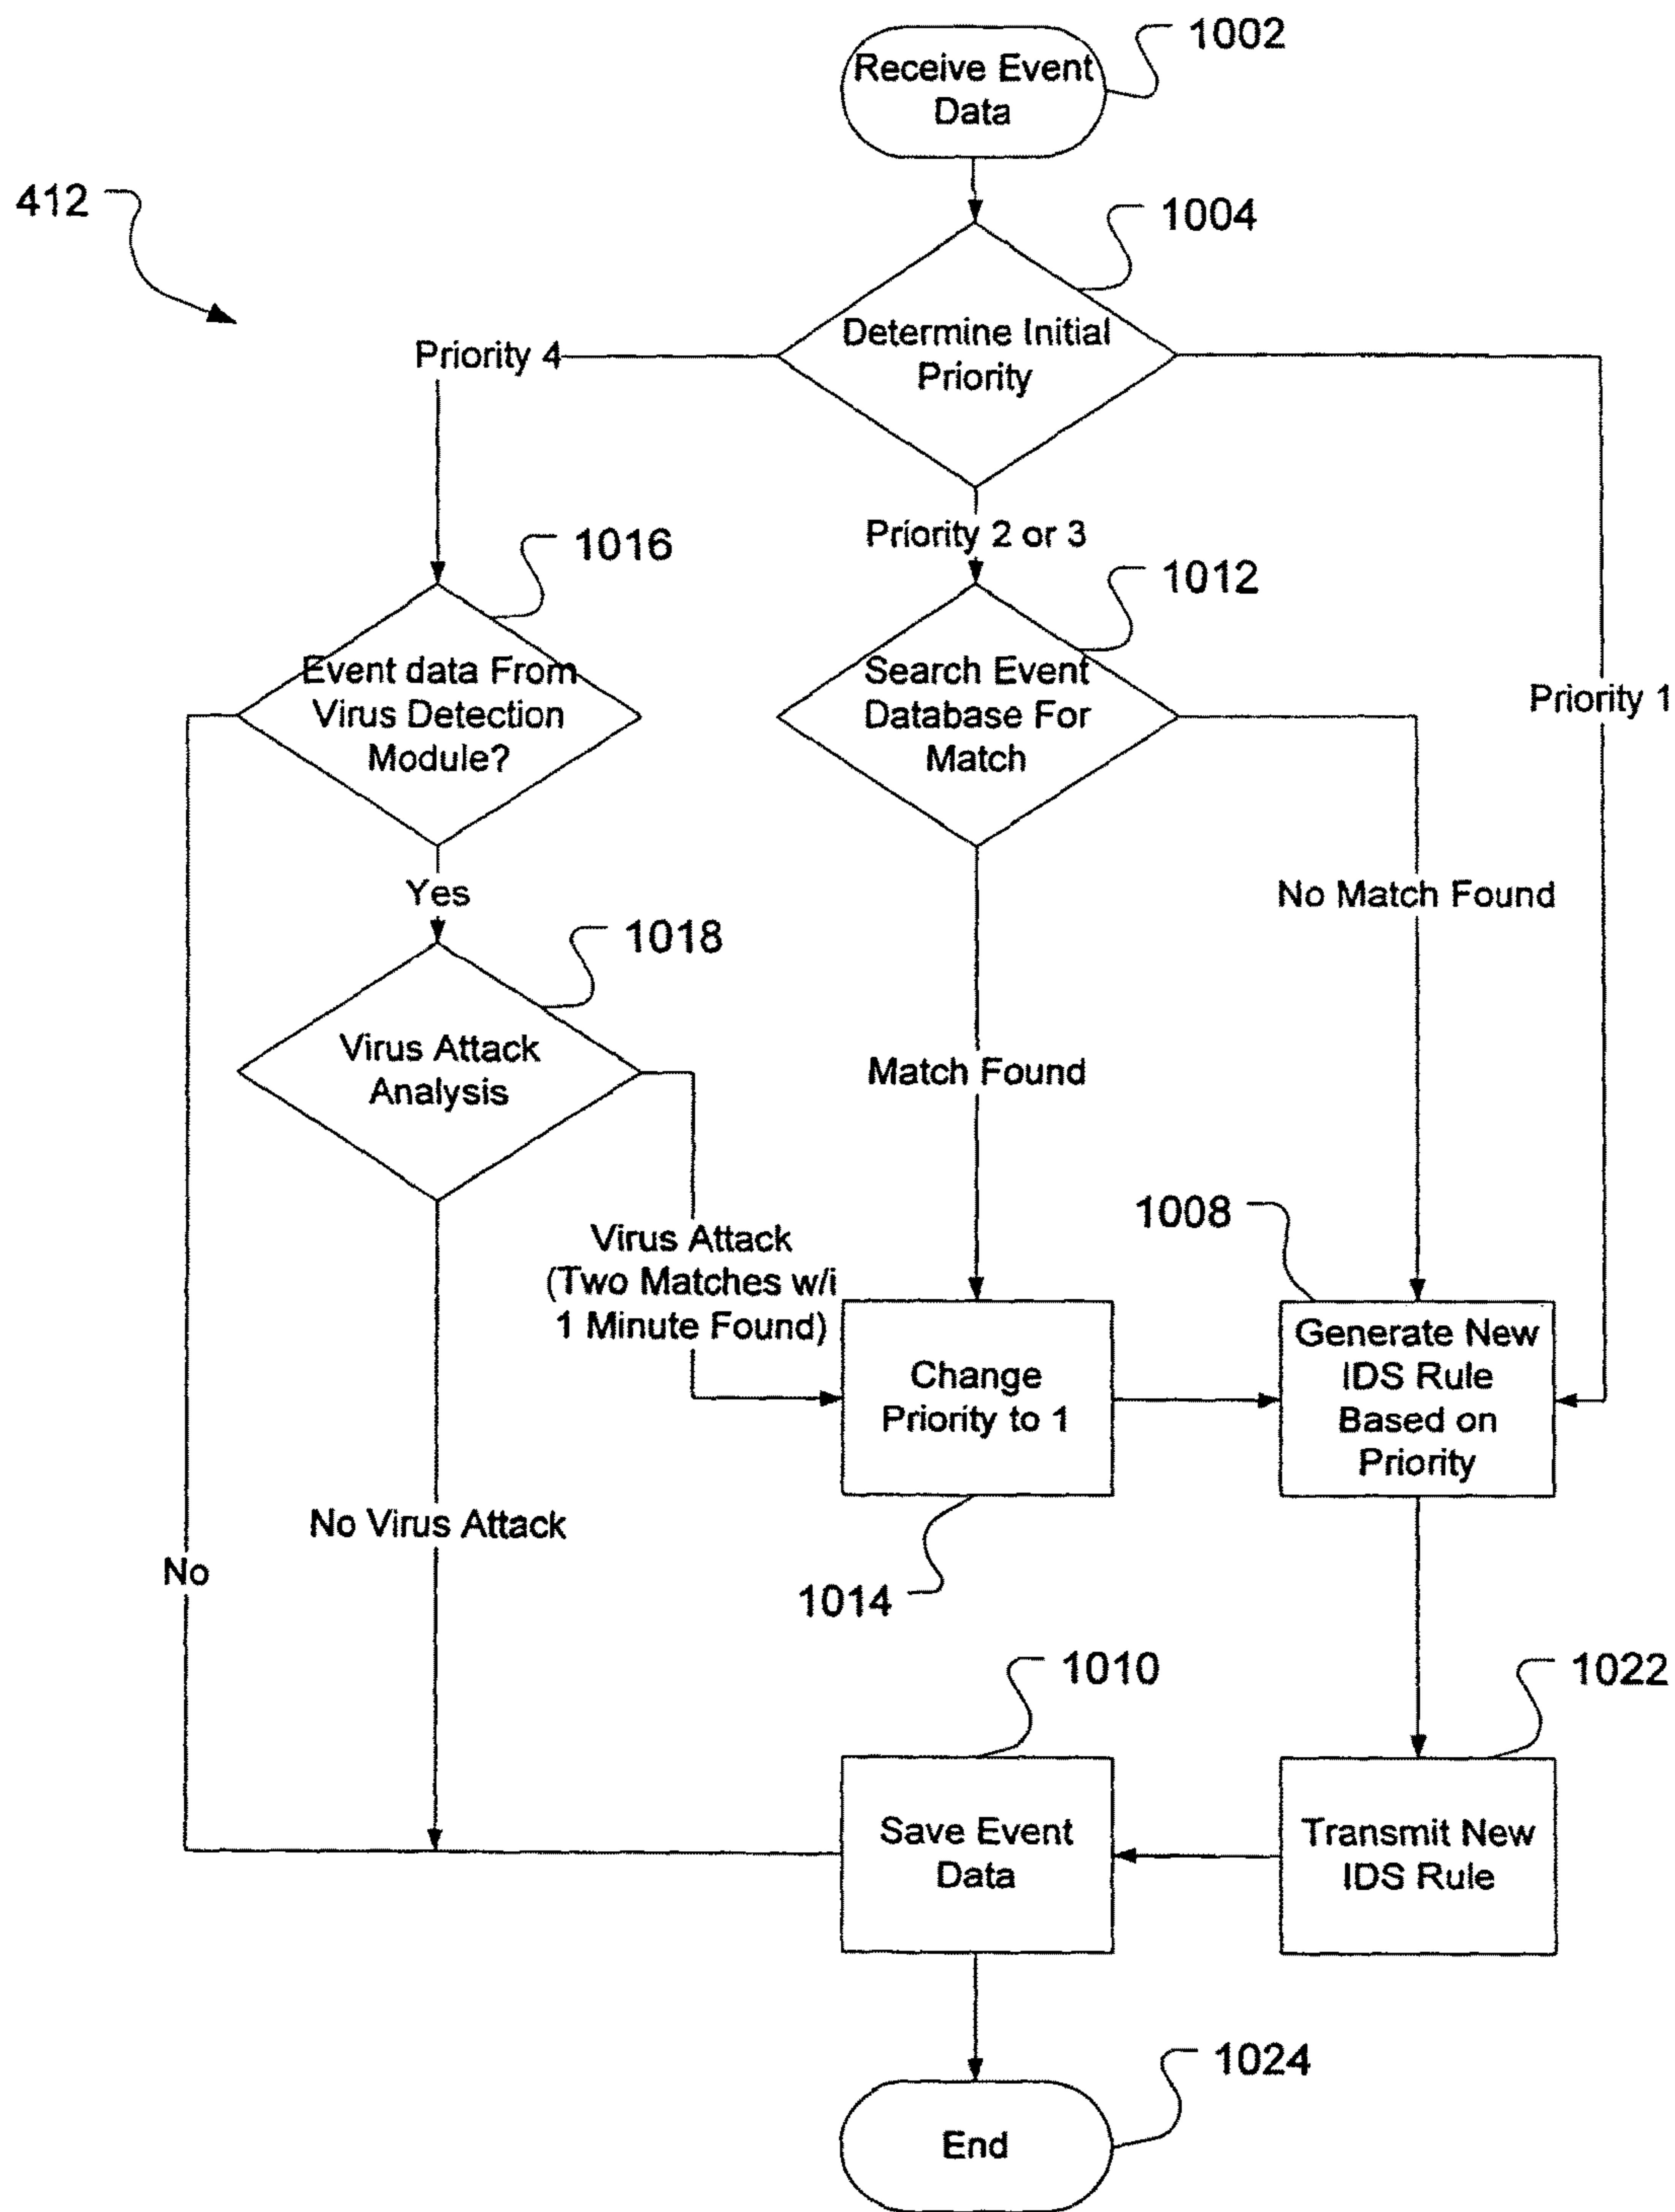 1002
Receive Event
Data
412
1004
Determine Initial
Priority
Priority 4
Priority 2 or 3
Priority 1
1016
1012
Event data From
Virus Detection
Module?
Search Event
Database For
Match
Yes
No Match Found
1018
Virus Attack
Analysis
Match Found
1008
Virus Attack
(Two Matches w/i
1 Minute Found)
Change
Priority to 1
Generate New
IDS Rule
Based on
Priority
No Virus Attack
No
1014
1010
1022
Save Event
Data
Transmit New
IDS Rule
1024
End